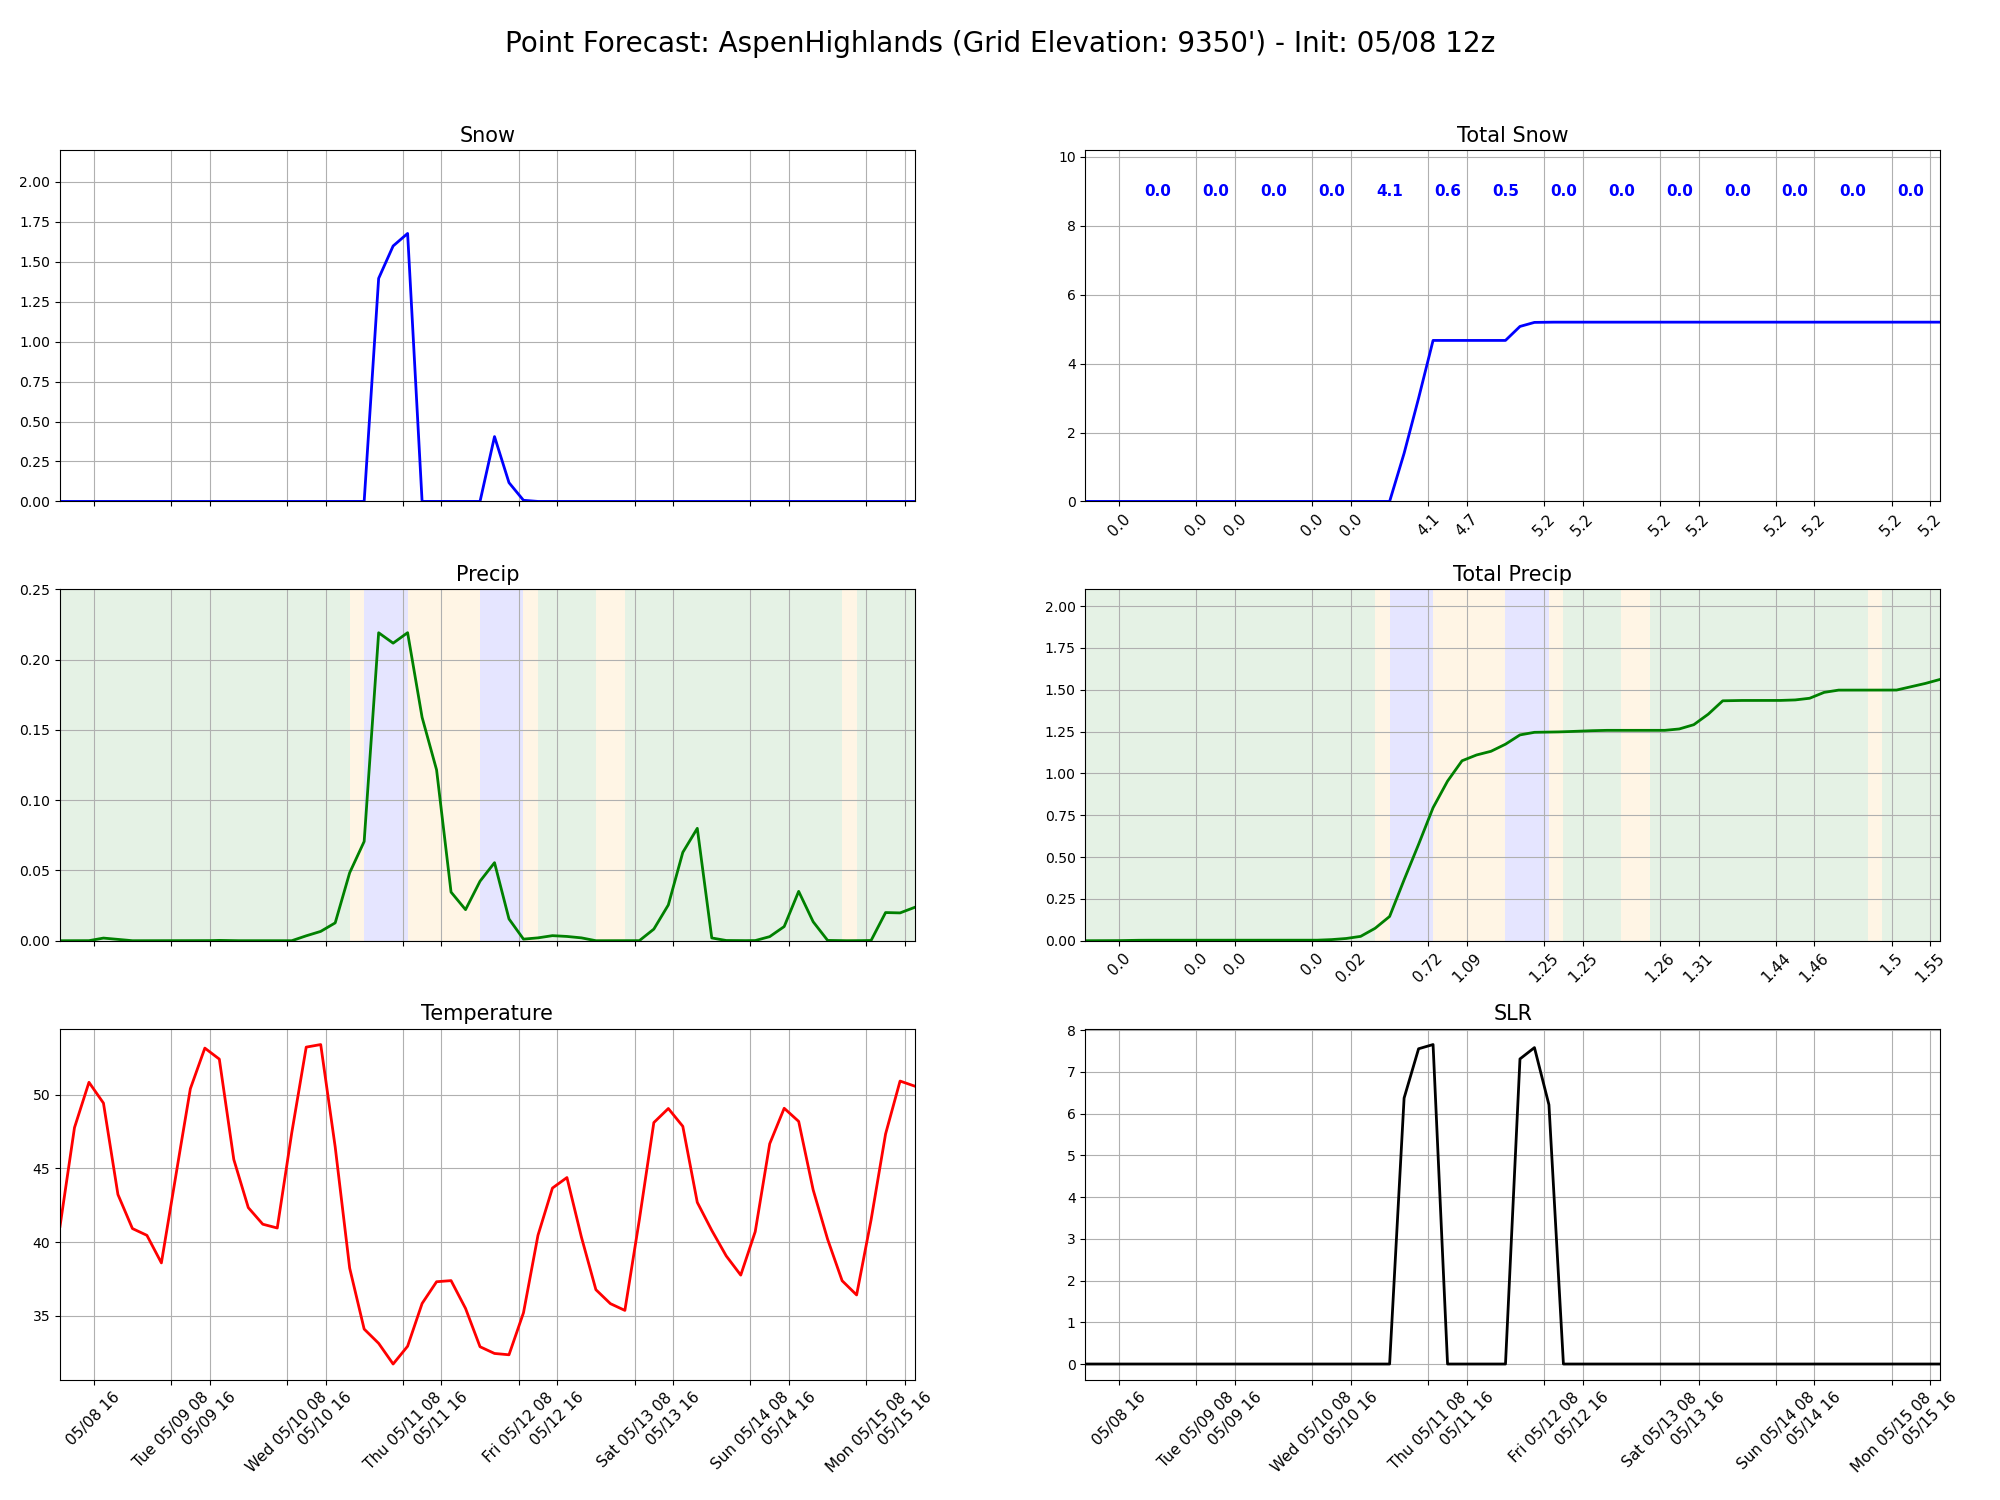 Point Forecast: AspenHighlands (Grid Elevation: 9350') - Init: 05/08 12z
Snow
2.00
1.75
1.50
1.25
1.00
0.75
0.50
0.25
0.00
Total Snow
10
8
6
4
2
0
0.0 0.0 0.0 0.0 4.1 0.6 0.5 0.0 0.0 0.0 0.0 0.0 0.0 0.0
0.0 0.0 0.0 0.0 0.0 4.1 4.7 5.2 5.2 5.2 5.2 5.2 5.2 5.2 5.2
Precip
0.25
0.20
0.15
0.10
0.05
0.00
Total Precip
2.00
1.75
1.50
1.25
1.00
0.75
0.50
0.25
0.00
0.0 0.0 0.0 0.0 0.02 0.72 1.09 1.25 1.25 1.26 1.31 1.44 1.46 1.5 1.55
Temperature
50
45
40
35
05/08 16
Tue 05/09 08
05/09 16
Wed 05/10 08
05/10 16
Thu 05/11 08
05/11 16
Fri 05/12 08
05/12 16
Sat 05/13 08
05/13 16
Sun 05/14 08
05/14 16
Mon 05/15 08
05/15 16
SLR
8
7
6
5
4
3
2
1
0
05/08 16
Tue 05/09 08
05/09 16
Wed 05/10 08
05/10 16
Thu 05/11 08
05/11 16
Fri 05/12 08
05/12 16
Sat 05/13 08
05/13 16
Sun 05/14 08
05/14 16
Mon 05/15 08
05/15 16